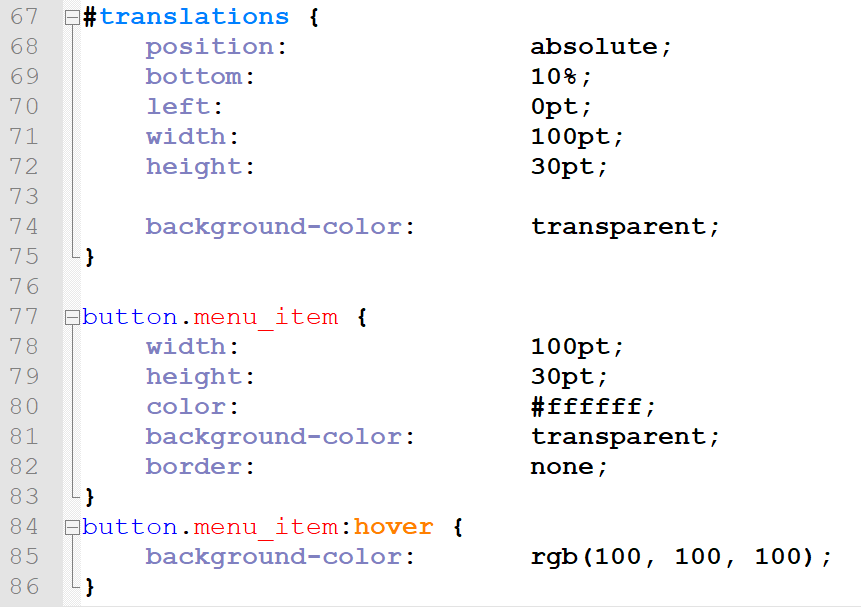 67 #translations {
68     position:               absolute;
69     bottom:                 10%;
70     left:                   0pt;
71     width:                  100pt;
72     height:                 30pt;
73
74     background-color:       transparent;
75 }
76
77 button.menu_item {
78     width:                  100pt;
79     height:                 30pt;
80     color:                  #ffffff;
81     background-color:       transparent;
82     border:                 none;
83 }
84 button.menu_item:hover {
85     background-color:       rgb(100, 100, 100);
86 }